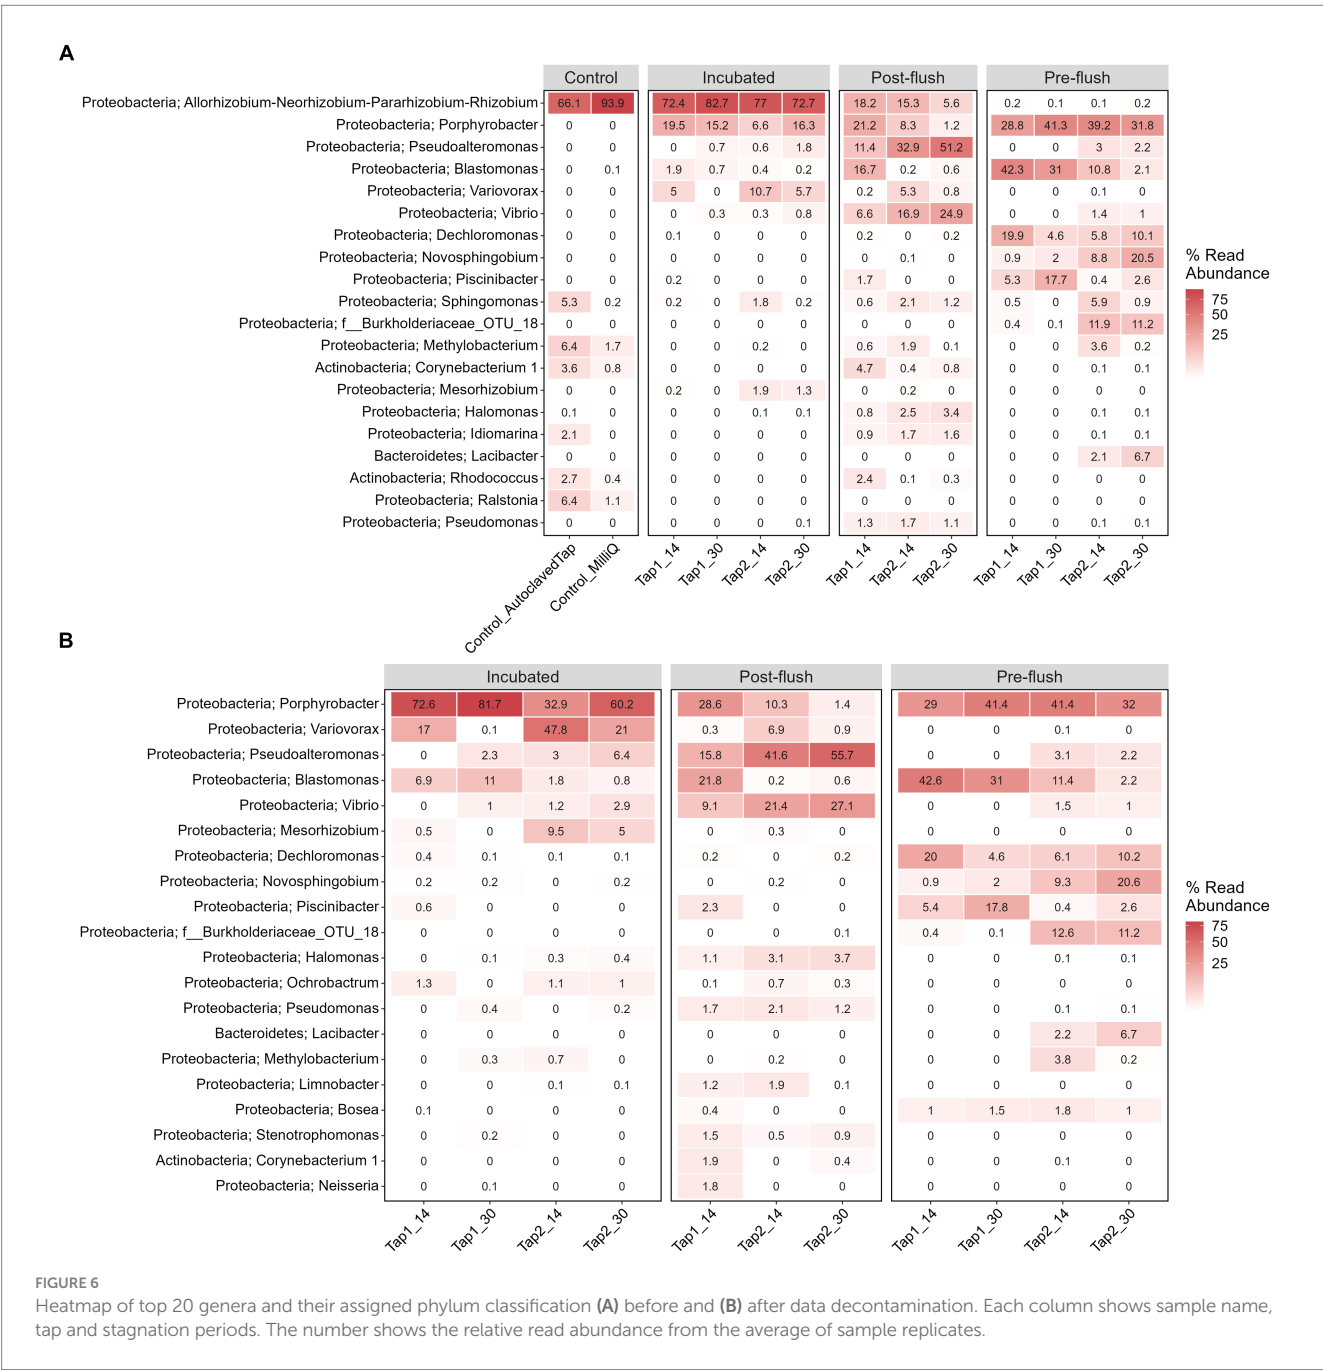 A
Control Incubated Post-flush Pre-flush
Proteobacteria; Allorhizobium-Neorhizobium-Pararhizobium-Rhizobium 66.1 93.9 72.4 82.7 77 72.7 18.2 15.3 5.6 0.2 0.1 0.1 0.2
Proteobacteria; Porphyrobacter 0 0 19.5 15.2 6.6 16.3 21.2 8.3 1.2 28.8 41.3 39.2 31.8
Proteobacteria; Pseudoalteromonas 0 0 0 0.7 0.6 1.8 11.4 32.9 51.2 0 0 3 2.2
Proteobacteria; Blastomonas 0 0.1 1.9 0.7 0.4 0.2 16.7 0.2 0.6 42.3 31 10.8 2.1
Proteobacteria; Variovorax 0 0 5 0 10.7 5.7 0.2 5.3 0.8 0 0 0.1 0
Proteobacteria; Vibrio 0 0 0 0.3 0.3 0.8 6.6 16.9 24.9 0 0 1.4 1
Proteobacteria; Dechloromonas 0 0 0.1 0 0 0 0.2 0 0.2 19.9 4.6 5.8 10.1
Proteobacteria; Novosphingobium 0 0 0 0 0 0 0 0.1 0 0.9 2 8.8 20.5
Proteobacteria; Piscinibacter 0 0 0.2 0 0 0 1.7 0 0 5.3 17.7 0.4 2.6
Proteobacteria; Sphingomonas 5.3 0.2 0.2 0 1.8 0.2 0.6 2.1 1.2 0.5 0 5.9 0.9
Proteobacteria; f__Burkholderiaceae_OTU_18 0 0 0 0 0 0 0 0 0 0.4 0.1 11.9 11.2
Proteobacteria; Methylobacterium 6.4 1.7 0 0 0.2 0 0.6 1.9 0.1 0 0 3.6 0.2
Actinobacteria; Corynebacterium 1 3.6 0.8 0 0 0 0 4.7 0.4 0.8 0 0 0.1 0.1
Proteobacteria; Mesorhizobium 0 0 0.2 0 1.9 1.3 0 0.2 0 0 0 0 0
Proteobacteria; Halomonas 0.1 0 0 0 0.1 0.1 0.8 2.5 3.4 0 0 0.1 0.1
Proteobacteria; Idiomarina 2.1 0 0 0 0 0 0.9 1.7 1.6 0 0 0.1 0.1
Bacteroidetes; Lacibacter 0 0 0 0 0 0 0 0 0 0 0 2.1 6.7
Actinobacteria; Rhodococcus 2.7 0.4 0 0 0 0 2.4 0.1 0.3 0 0 0 0
Proteobacteria; Ralstonia 6.4 1.1 0 0 0 0 0 0 0 0 0 0 0
Proteobacteria; Pseudomonas 0 0 0 0 0 0.1 1.3 1.7 1.1 0 0 0.1 0.1
Control_AutoclavedTap Control_MilliQ Tap1_14 Tap1_30 Tap2_14 Tap2_30 Tap1_14 Tap2_14 Tap2_30 Tap1_14 Tap1_30 Tap2_14 Tap2_30
% Read
Abundance
75
50
25
B
Incubated Post-flush Pre-flush
Proteobacteria; Porphyrobacter 72.6 81.7 32.9 60.2 28.6 10.3 1.4 29 41.4 41.4 32
Proteobacteria; Variovorax 17 0.1 47.8 21 0.3 6.9 0.9 0 0 0.1 0
Proteobacteria; Pseudoalteromonas 0 2.3 3 6.4 15.8 41.6 55.7 0 0 3.1 2.2
Proteobacteria; Blastomonas 6.9 11 1.8 0.8 21.8 0.2 0.6 42.6 31 11.4 2.2
Proteobacteria; Vibrio 0 1 1.2 2.9 9.1 21.4 27.1 0 0 1.5 1
Proteobacteria; Mesorhizobium 0.5 0 9.5 5 0 0.3 0 0 0 0 0
Proteobacteria; Dechloromonas 0.4 0.1 0.1 0.1 0.2 0 0.2 20 4.6 6.1 10.2
Proteobacteria; Novosphingobium 0.2 0.2 0 0.2 0 0.2 0 0.9 2 9.3 20.6
Proteobacteria; Piscinibacter 0.6 0 0 0 2.3 0 0 5.4 17.8 0.4 2.6
Proteobacteria; f__Burkholderiaceae_OTU_18 0 0 0 0 0 0 0.1 0.4 0.1 12.6 11.2
Proteobacteria; Halomonas 0 0.1 0.3 0.4 1.1 3.1 3.7 0 0 0.1 0.1
Proteobacteria; Ochrobactrum 1.3 0 1.1 1 0.1 0.7 0.3 0 0 0 0
Proteobacteria; Pseudomonas 0 0.4 0 0.2 1.7 2.1 1.2 0 0 0.1 0.1
Bacteroidetes; Lacibacter 0 0 0 0 0 0 0 0 0 2.2 6.7
Proteobacteria; Methylobacterium 0 0.3 0.7 0 0 0.2 0 0 0 3.8 0.2
Proteobacteria; Limnobacter 0 0 0.1 0.1 1.2 1.9 0.1 0 0 0 0
Proteobacteria; Bosea 0.1 0 0 0 0.4 0 0 1 1.5 1.8 1
Proteobacteria; Stenotrophomonas 0 0.2 0 0 1.5 0.5 0.9 0 0 0 0
Actinobacteria; Corynebacterium 1 0 0 0 0 1.9 0 0.4 0 0 0.1 0
Proteobacteria; Neisseria 0 0.1 0 0 1.8 0 0 0 0 0 0
Tap1_14 Tap1_30 Tap2_14 Tap2_30 Tap1_14 Tap2_14 Tap2_30 Tap1_14 Tap1_30 Tap2_14 Tap2_30
% Read
Abundance
75
50
25
FIGURE 6
Heatmap of top 20 genera and their assigned phylum classification (A) before and (B) after data decontamination. Each column shows sample name,
tap and stagnation periods. The number shows the relative read abundance from the average of sample replicates.